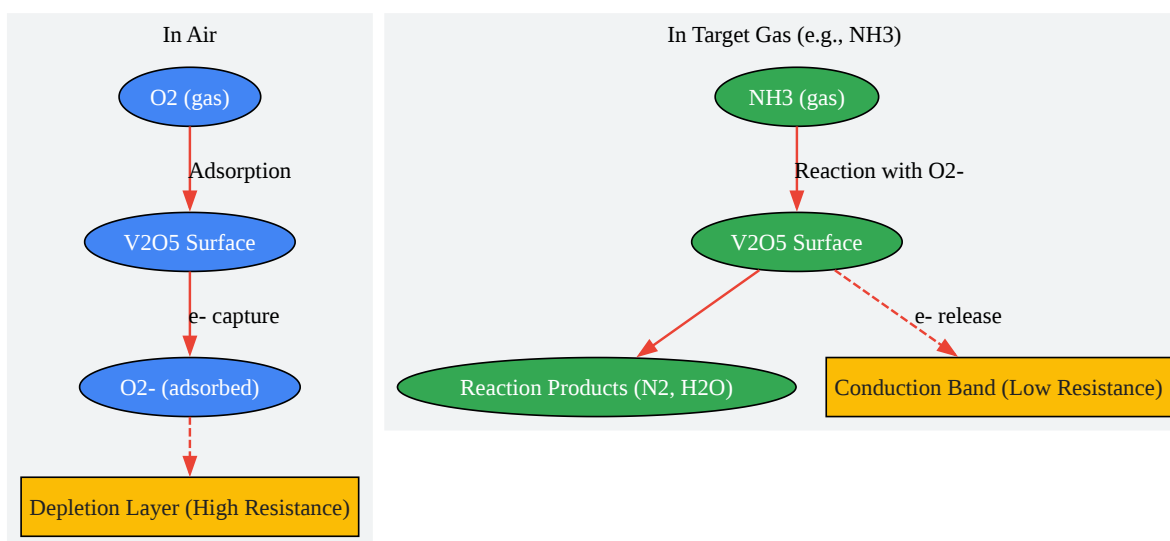 In Air
O2 (gas)
Adsorption
V2O5 Surface
e- capture
O2- (adsorbed)
Depletion Layer (High Resistance)
In Target Gas (e.g., NH3)
NH3 (gas)
Reaction with O2-
V2O5 Surface
e- release
Reaction Products (N2, H2O)
Conduction Band (Low Resistance)